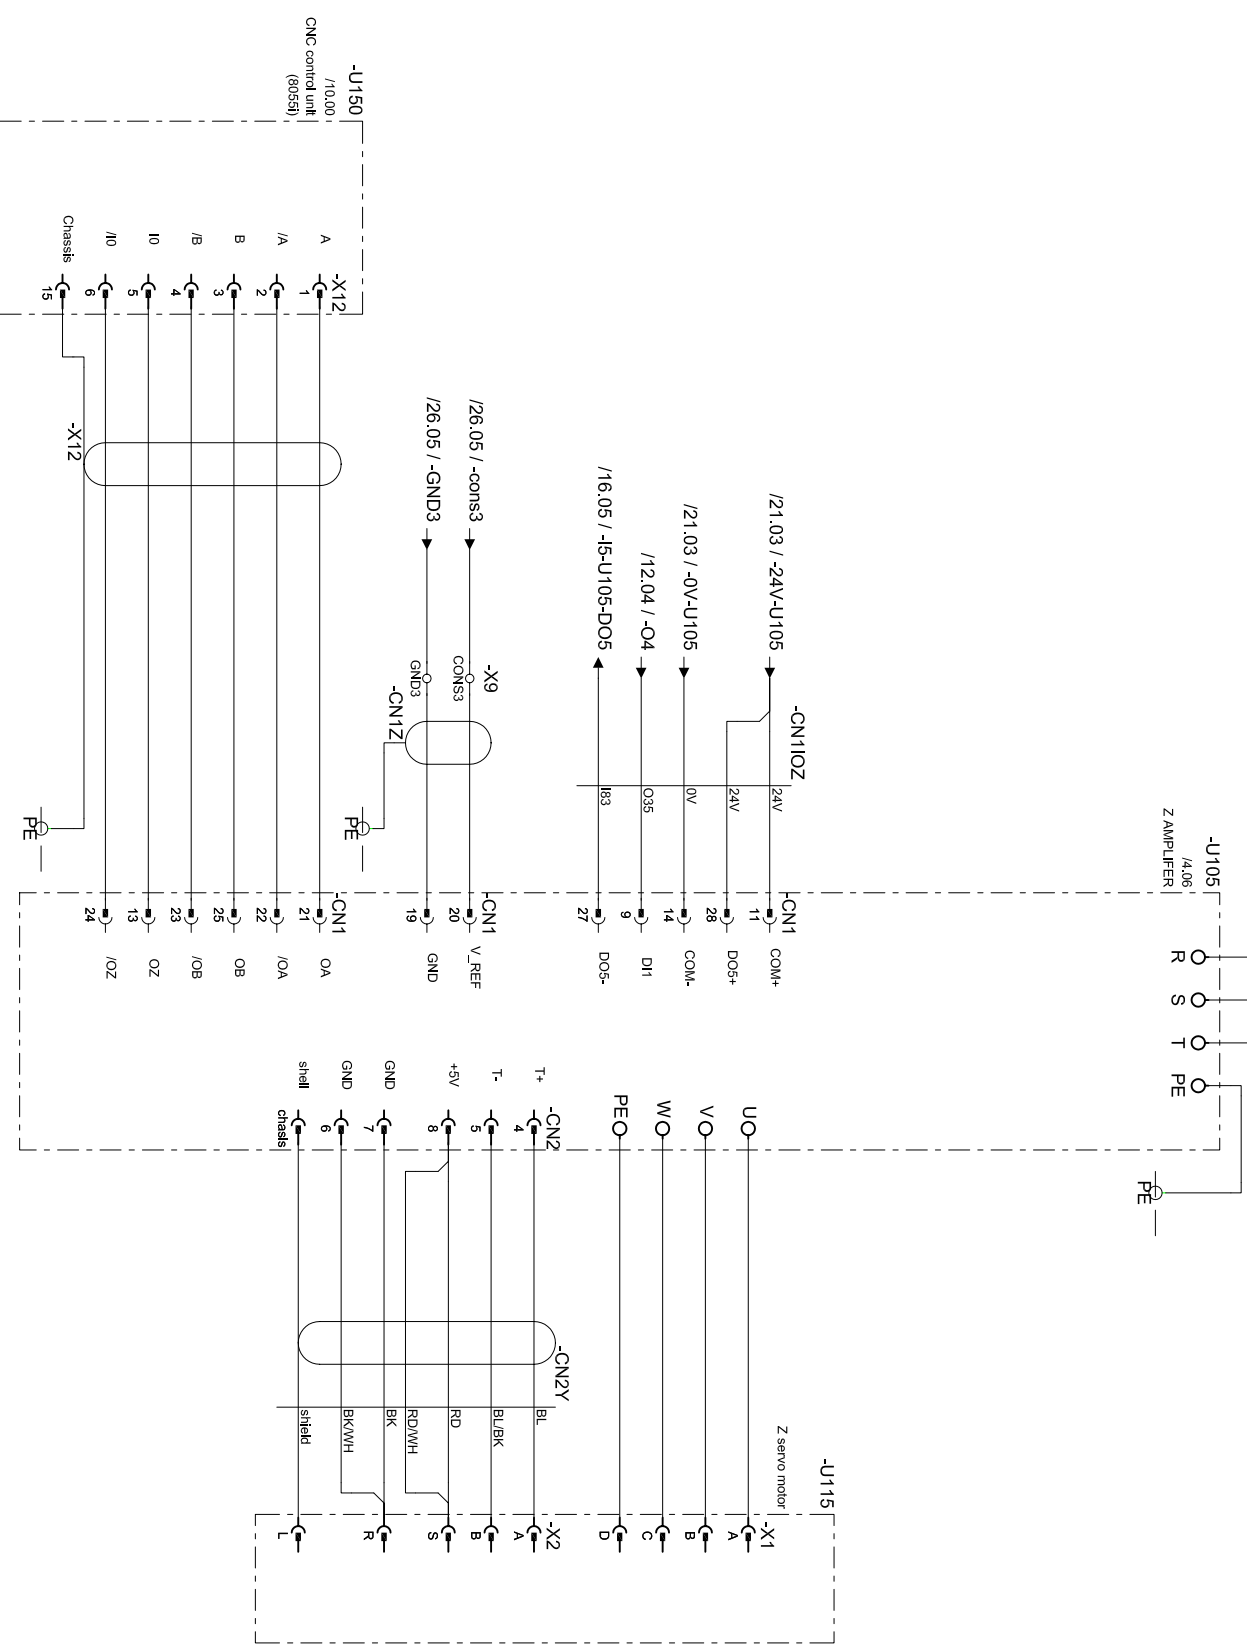 -U150
/10.00
CNC control unit
(8055i)
-X12
A
1
/A
2
B
3
/B
4
I0
5
/I0
6
Chassis
15
-X12
PE
/21.03 / -24V-U105
/21.03 / -0V-U105
/12.04 / -O4
/16.05 / -I5-U105-DO5
-CN1IOZ
24V
24V
0V
O35
I83
/26.05 / -cons3
/26.05 / -GND3
-X9
CONS3
GND3
-CN1Z
PE
-U105
/4.06
Z AMPLIFER
R
S
T
PE
PE
-CN1
11
COM+
28
DO5+
14
COM-
9
DI1
27
DO5-
-CN1
20
V_REF
19
GND
-CN1
21
OA
22
/OA
25
OB
23
/OB
13
OZ
24
/OZ
U
V
W
PE
-CN2
T+
4
T-
5
+5V
8
GND
7
GND
6
shell
chasis
-CN2Y
BL
BL/BK
RD
RD/WH
BK
BK/WH
shield
-U115
Z servo motor
-X1
A
B
C
D
-X2
A
B
S
R
L